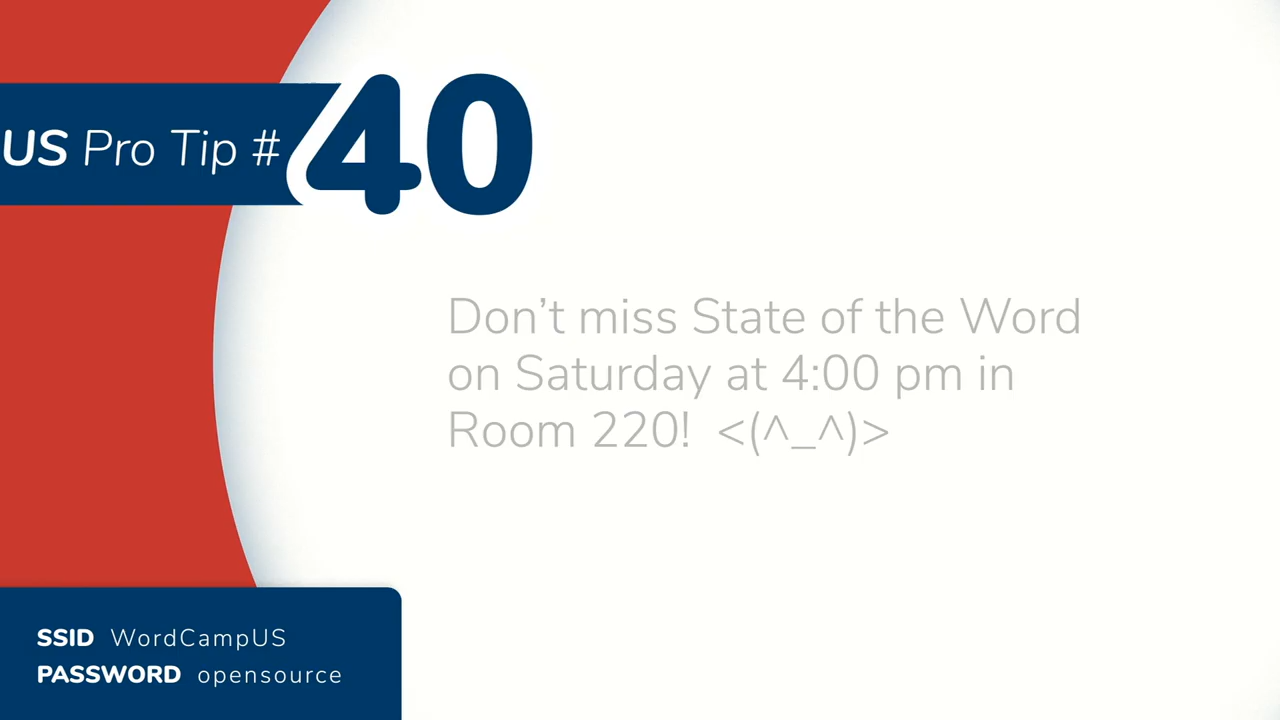 US Pro Tip #40
Don’t miss State of the Word
on Saturday at 4:00 pm in
Room 220!  <(^_^)>
SSID WordCampUS
PASSWORD opensource